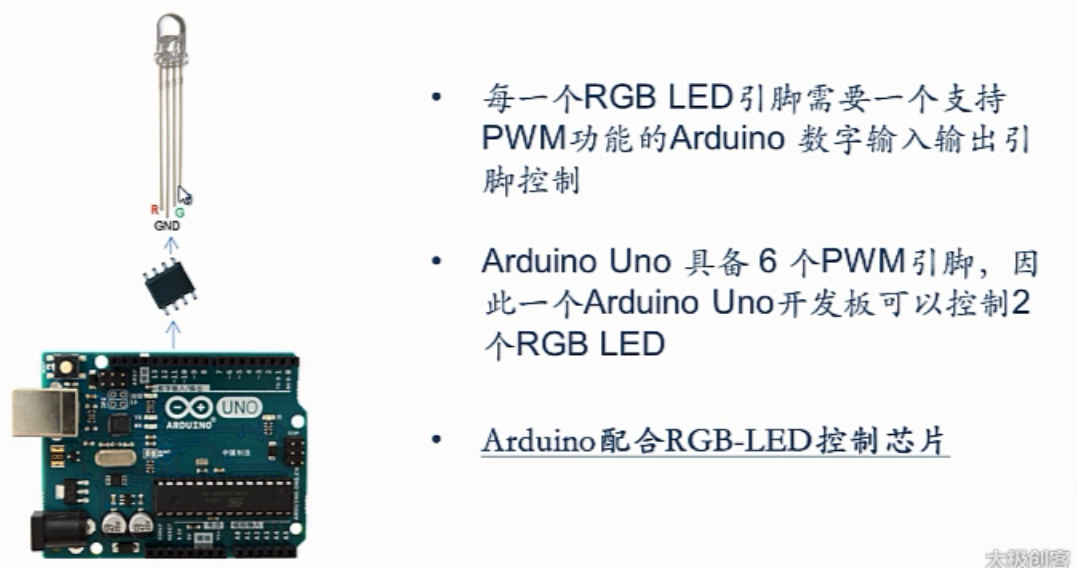 每一个RGB LED引脚需要一个支持
PWM功能的Arduino 数字输入输出引
脚控制
R
G
GND
Arduino Uno 具备 6 个PWM引脚，因
此一个Arduino Uno开发板可以控制2
个RGB LED
UNO
ARDUINO
中国制造
Arduino配合RGB-LED控制芯片
太极创客